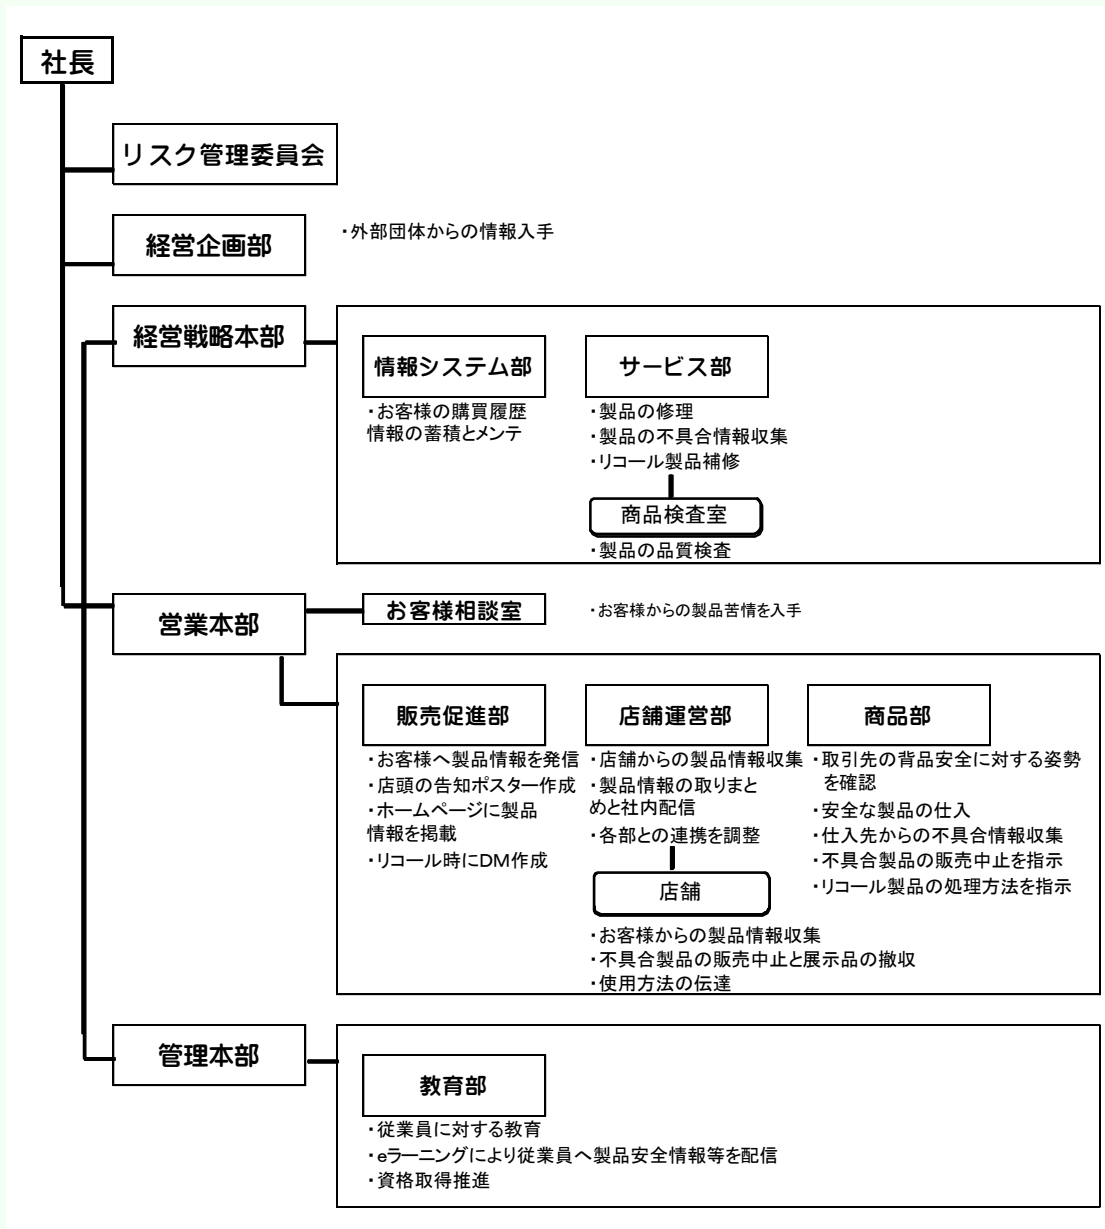 社長
リスク管理委員会
経営企画部
・外部団体からの情報入手
経営戦略本部
情報システム部
・お客様の購買履歴
情報の蓄積とメンテ
サービス部
・製品の修理
・製品の不具合情報収集
・リコール製品補修
商品検査室
・製品の品質検査
営業本部
お客様相談室
・お客様からの製品苦情を入手
販売促進部
・お客様へ製品情報を発信
・店頭の告知ポスター作成
・ホームページに製品
情報を掲載
・リコール時にDM作成
店舗運営部
・店舗からの製品情報収集
・製品情報の取りまと
めと社内配信
・各部との連携を調整
店舗
・お客様からの製品情報収集
・不具合製品の販売中止と展示品の撤収
・使用方法の伝達
商品部
・取引先の背品安全に対する姿勢
を確認
・安全な製品の仕入
・仕入先からの不具合情報収集
・不具合製品の販売中止を指示
・リコール製品の処理方法を指示
管理本部
教育部
・従業員に対する教育
・eラーニングにより従業員へ製品安全情報等を配信
・資格取得推進